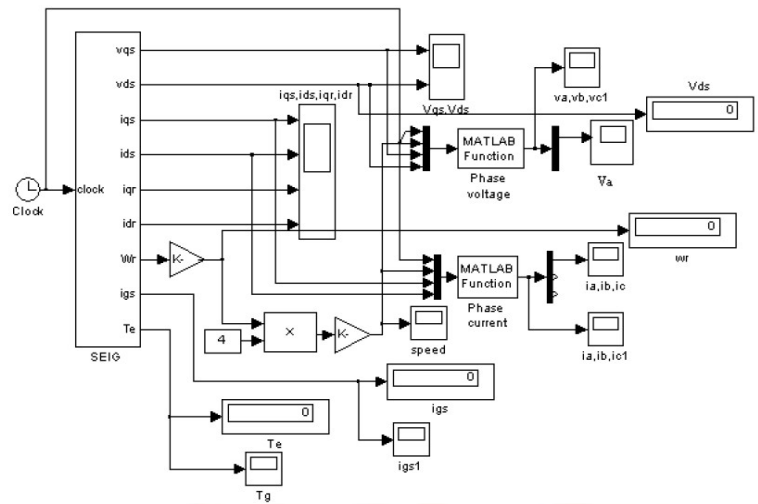 vqs
vds
iqs
ids
iqr
idr
Wr
igs
Te
clock
SEIG
Clock
iqs,ids,iqr,idr
Vqs,Vds
va,vb,vc1
Vds
0
MATLAB
Function
Phase
voltage
Va
0
wr
K-
MATLAB
Function
Phase
current
ia,ib,ic
ia,ib,ic1
4
×
K-
speed
0
igs
igs1
0
Te
Tg